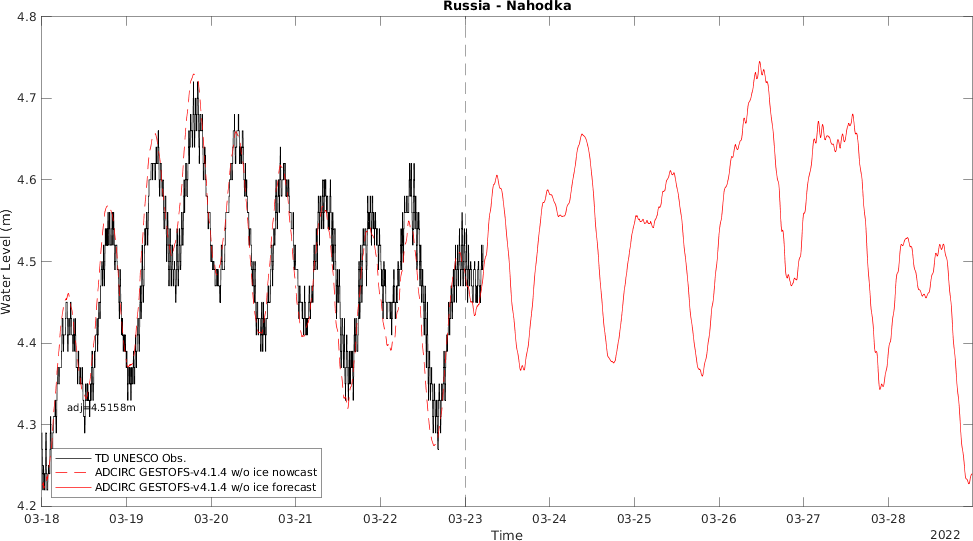 Russia - Nahodka
4.8
4.7
4.6
4.5
4.4
4.3
4.2
Water Level (m)
adj=4.5158m
TD UNESCO Obs.
ADCIRC GESTOFS-v4.1.4 w/o ice nowcast
ADCIRC GESTOFS-v4.1.4 w/o ice forecast
03-18 03-19 03-20 03-21 03-22 03-23 03-24 03-25 03-26 03-27 03-28
Time
2022